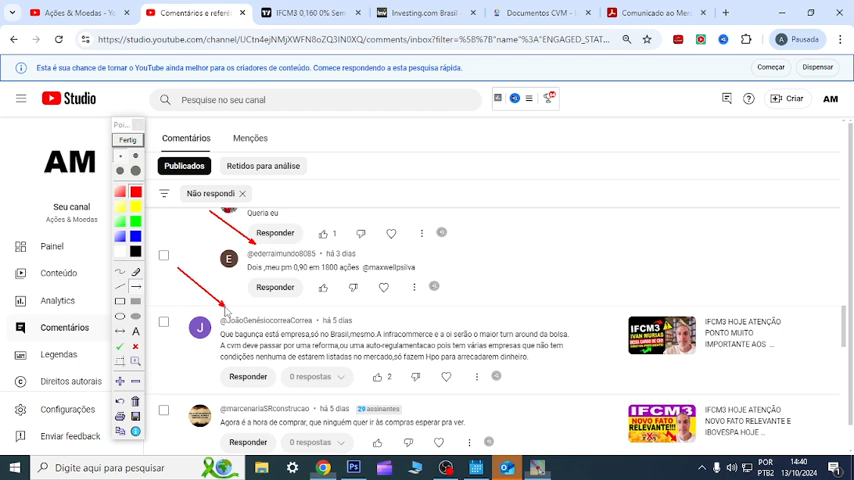 Ações & Moedas - YouTube
Comentários e referê
IFCM3 0,160 0% Sem
Investing.com Brasil
Documentos CVM -
Comunicado ao Mer
https://studio.youtube.com/channel/UCtn4ejNMjXWFN8oZQ3IN0XQ/comments/inbox?filter=%5B%7B"name"%3A"ENGAGED_STAT...
A
Pausada
Esta é sua chance de tornar o YouTube ainda melhor para os criadores de conteúdo. Comece respondendo a esta pesquisa rápida.
Começar
Dispensar
Studio
Pesquise no seu canal
Criar
AM
Poi...
Fertig
AM
Seu canal
Ações & Moedas
Painel
Conteúdo
Analytics
Comentários
Legendas
Direitos autorais
Configurações
Enviar feedback
Comentários
Menções
Publicados
Retidos para análise
Não respondi
Queria eu
Responder
1
E
@ederraimundo8085 • há 3 dias
Dois ,meu pm 0,90 em 1800 ações @maxwellpsilva
Responder
J
@JoãoGenésiocorreaCorrea • há 5 dias
Que bagunça está empresa,só no Brasil,mesmo.A infracommerce e a oi serão o maior turn around da bolsa.
A cvm deve passar por uma reforma,ou uma auto-regulamentacao pois tem várias empresas que não tem
condições nenhuma de estarem listadas no mercado,só fazem Hpo para arrecadarem dinheiro.
Responder
0 respostas
2
IFCM3
IFCM3 HOJE ATENÇÃO
PONTO MUITO
IMPORTANTE AOS ...
@marcenariaSRconstrucao • há 5 dias
29 assinantes
Agora é a hora de comprar, que ninguém quer ir às compras esperar pra ver.
Responder
0 respostas
IFCM3
NOVO FATO
RELEVANTE!!
IFCM3 HOJE ATENÇÃO
NOVO FATO RELEVANTE E
IBOVESPA HOJE ...
Digite aqui para pesquisar
POR
PTB2
14:40
13/10/2024